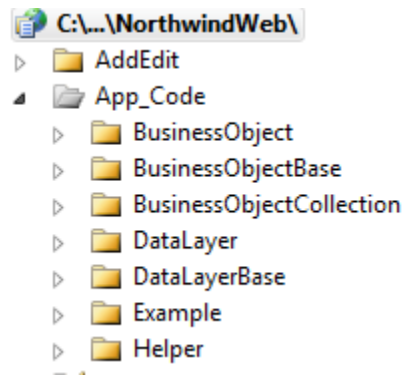 C:\...\NorthwindWeb\
AddEdit
App_Code
BusinessObject
BusinessObjectBase
BusinessObjectCollection
DataLayer
DataLayerBase
Example
Helper